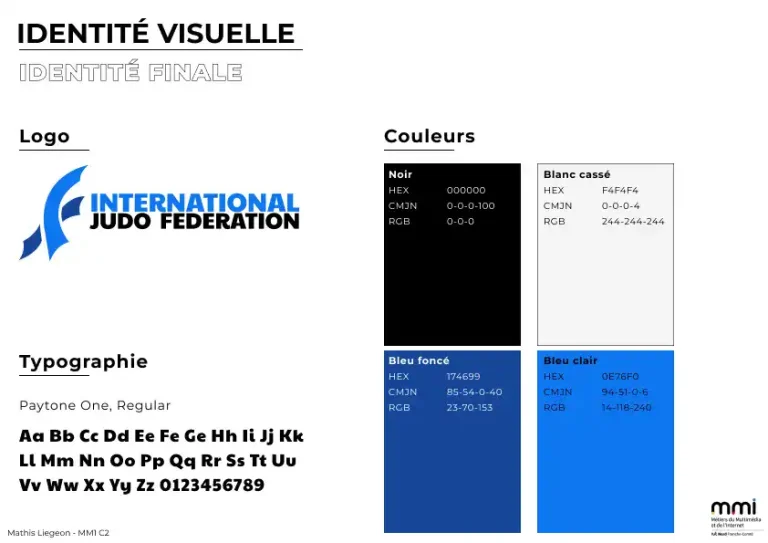 IDENTITÉ VISUELLE
IDENTITÉ FINALE
Logo
INTERNATIONAL
JUDO FEDERATION
Couleurs
Noir
HEX 000000
CMJN 0-0-0-100
RGB 0-0-0
Blanc cassé
HEX F4F4F4
CMJN 0-0-0-4
RGB 244-244-244
Bleu foncé
HEX 174699
CMJN 85-54-0-40
RGB 23-70-153
Bleu clair
HEX 0E76F0
CMJN 94-51-0-6
RGB 14-118-240
Typographie
Paytone One, Regular
Aa Bb Cc Dd Ee Fe Ge Hh Ii Jj Kk
Ll Mm Nn Oo Pp Qq Rr Ss Tt Uu
Vv Ww Xx Yy Zz 0123456789
Mathis Liegeon - MM1 C2
mmi
Métiers du Multimédia
et de l'Internet